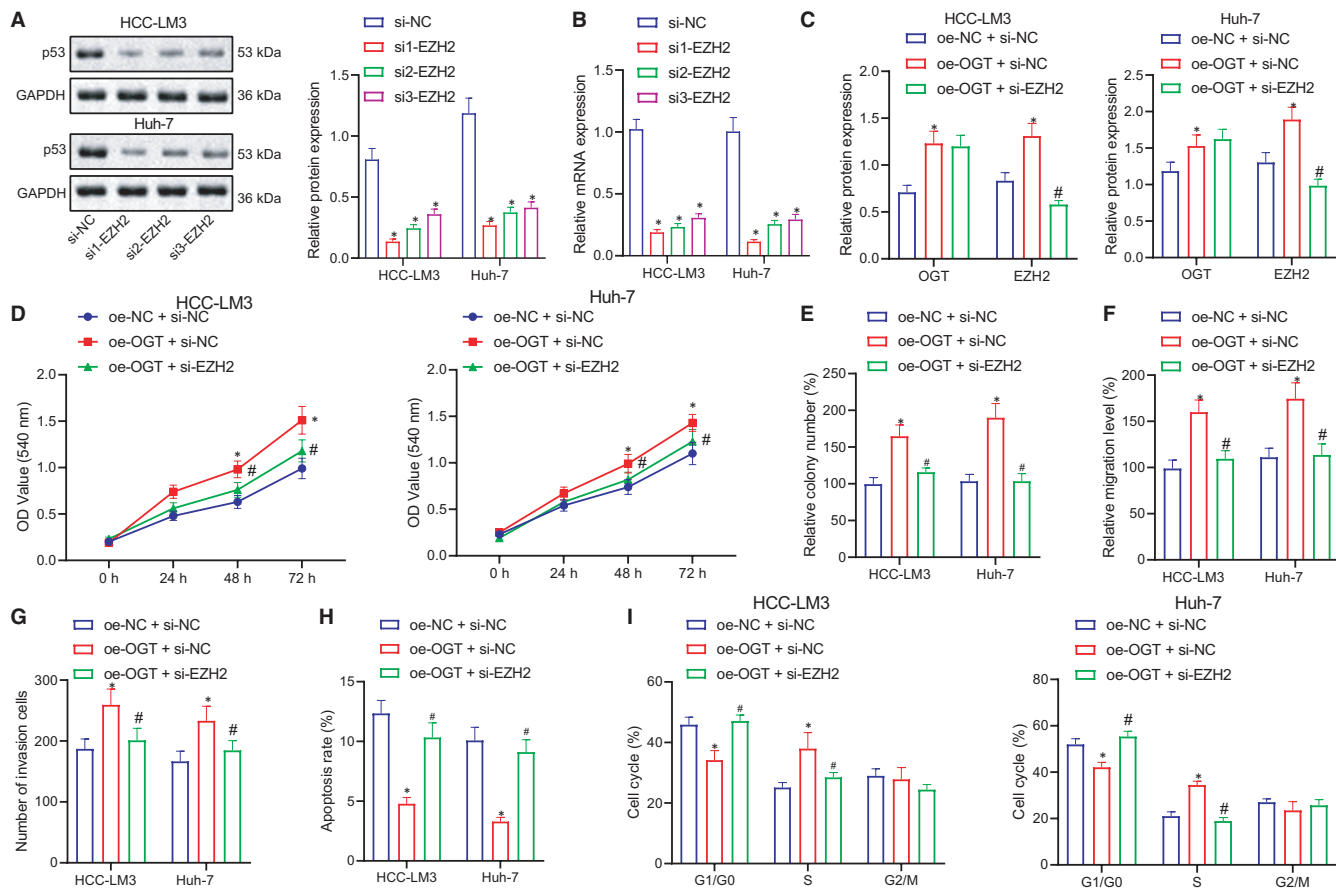 A
HCC-LM3
p53
53 kDa
GAPDH
36 kDa
Huh-7
p53
53 kDa
GAPDH
36 kDa
si-NC
si1-EZH2
si2-EZH2
si3-EZH2
si-NC
si1-EZH2
si2-EZH2
si3-EZH2
Relative protein expression
1.5
1.0
0.5
0.0
* * * * * *
HCC-LM3 Huh-7
B
si-NC
si1-EZH2
si2-EZH2
si3-EZH2
Relative mRNA expression
1.5
1.0
0.5
0.0
* * * * * *
HCC-LM3 Huh-7
C
HCC-LM3
oe-NC + si-NC
oe-OGT + si-NC
oe-OGT + si-EZH2
Relative protein expression
2.0
1.5
1.0
0.5
0.0
* * #
OGT EZH2
Huh-7
oe-NC + si-NC
oe-OGT + si-NC
oe-OGT + si-EZH2
Relative protein expression
2.5
2.0
1.5
1.0
0.5
0.0
* * #
OGT EZH2
D
HCC-LM3
oe-NC + si-NC
oe-OGT + si-NC
oe-OGT + si-EZH2
OD Value (540 nm)
2.0
1.5
1.0
0.5
0.0
* # * #
0 h 24 h 48 h 72 h
Huh-7
oe-NC + si-NC
oe-OGT + si-NC
oe-OGT + si-EZH2
OD Value (540 nm)
2.0
1.5
1.0
0.5
0.0
* # * #
0 h 24 h 48 h 72 h
E
oe-NC + si-NC
oe-OGT + si-NC
oe-OGT + si-EZH2
Relative colony number (%)
250
200
150
100
50
0
* # * #
HCC-LM3 Huh-7
F
oe-NC + si-NC
oe-OGT + si-NC
oe-OGT + si-EZH2
Relative migration level (%)
200
150
100
50
0
* # * #
HCC-LM3 Huh-7
G
oe-NC + si-NC
oe-OGT + si-NC
oe-OGT + si-EZH2
Number of invasion cells
300
200
100
0
* # * #
HCC-LM3 Huh-7
H
oe-NC + si-NC
oe-OGT + si-NC
oe-OGT + si-EZH2
Apoptosis rate (%)
15
10
5
0
* # * #
HCC-LM3 Huh-7
I
HCC-LM3
oe-NC + si-NC
oe-OGT + si-NC
oe-OGT + si-EZH2
Cell cycle (%)
60
40
20
0
* # * #
G1/G0 S G2/M
Huh-7
oe-NC + si-NC
oe-OGT + si-NC
oe-OGT + si-EZH2
Cell cycle (%)
80
60
40
20
0
* # * #
G1/G0 S G2/M